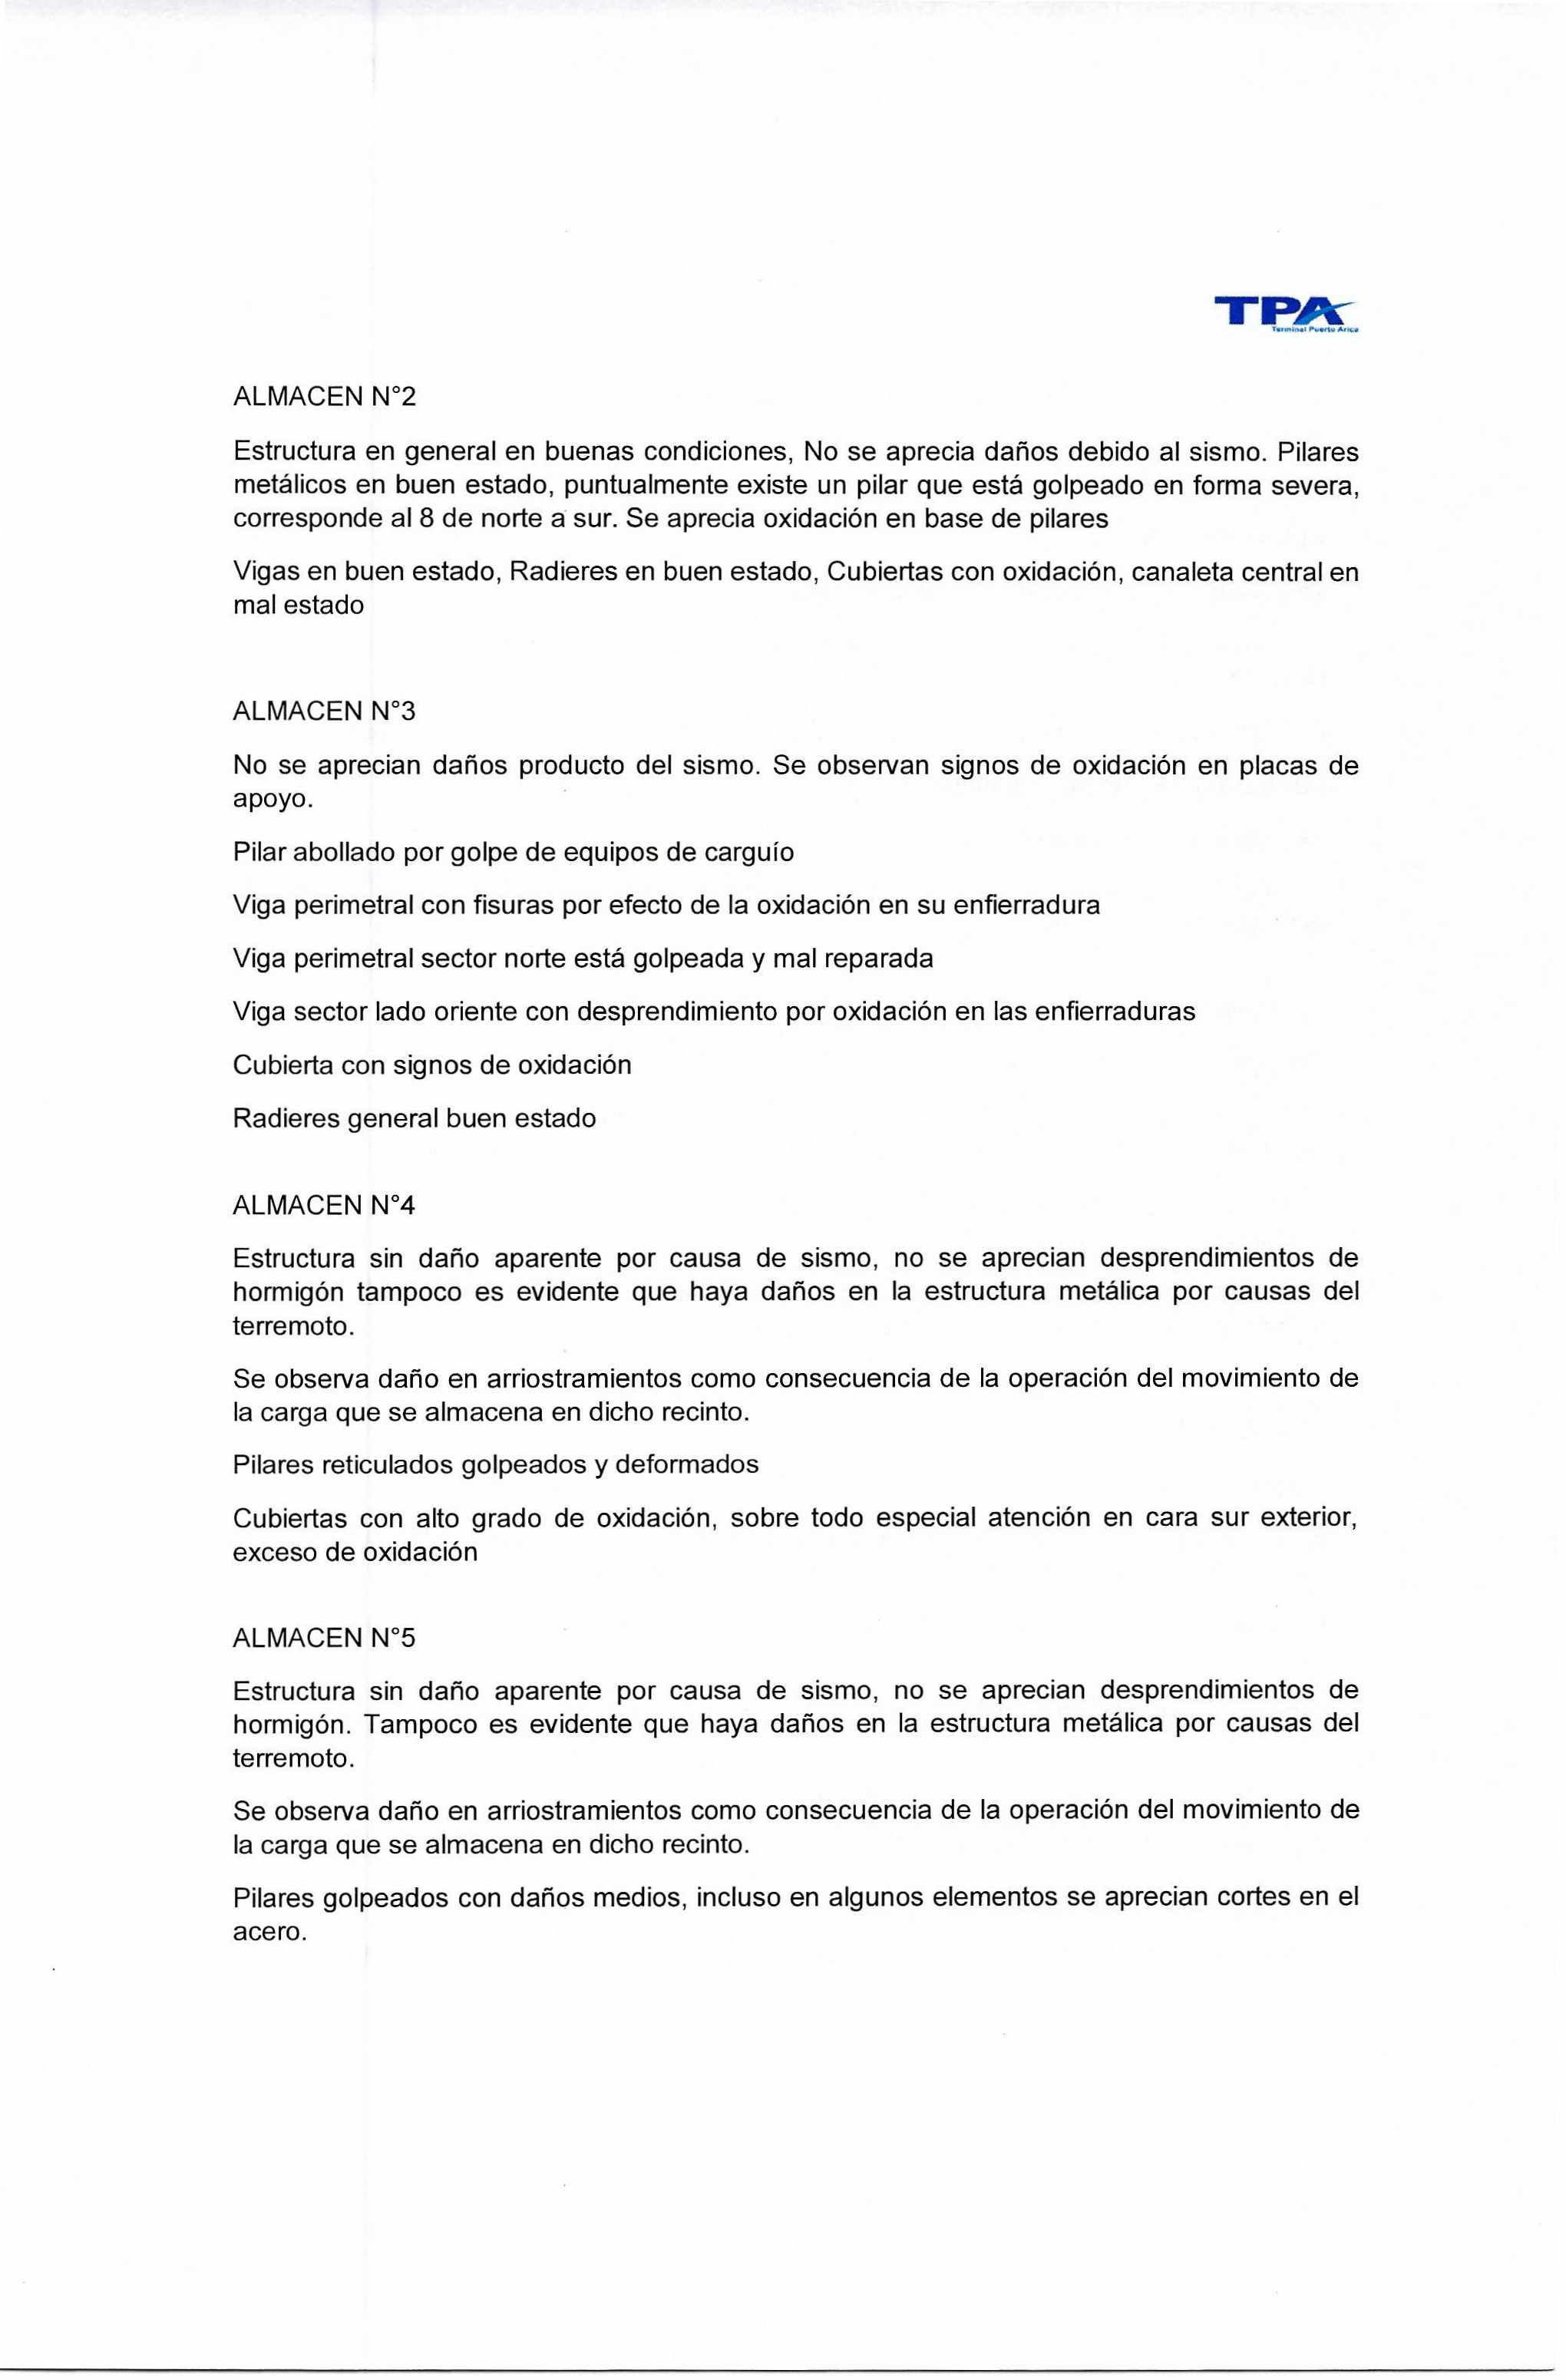 TPA
Terminal Puerto Arica
ALMACEN N°2
Estructura en general en buenas condiciones, No se aprecia daños debido al sismo. Pilares
metálicos en buen estado, puntualmente existe un pilar que está golpeado en forma severa,
corresponde al 8 de norte a sur. Se aprecia oxidación en base de pilares
Vigas en buen estado, Radieres en buen estado, Cubiertas con oxidación, canaleta central en
mal estado
ALMACEN N°3
No se aprecian daños producto del sismo. Se observan signos de oxidación en placas de
apoyo.
Pilar abollado por golpe de equipos de carguío
Viga perimetral con fisuras por efecto de la oxidación en su enfierradura
Viga perimetral sector norte está golpeada y mal reparada
Viga sector lado oriente con desprendimiento por oxidación en las enfierraduras
Cubierta con signos de oxidación
Radieres general buen estado
ALMACEN N°4
Estructura sin daño aparente por causa de sismo, no se aprecian desprendimientos de
hormigón tampoco es evidente que haya daños en la estructura metálica por causas del
terremoto.
Se observa daño en arriostramientos como consecuencia de la operación del movimiento de
la carga que se almacena en dicho recinto.
Pilares reticulados golpeados y deformados
Cubiertas con alto grado de oxidación, sobre todo especial atención en cara sur exterior,
exceso de oxidación
ALMACEN N°5
Estructura sin daño aparente por causa de sismo, no se aprecian desprendimientos de
hormigón. Tampoco es evidente que haya daños en la estructura metálica por causas del
terremoto.
Se observa daño en arriostramientos como consecuencia de la operación del movimiento de
la carga que se almacena en dicho recinto.
Pilares golpeados con daños medios, incluso en algunos elementos se aprecian cortes en el
acero.